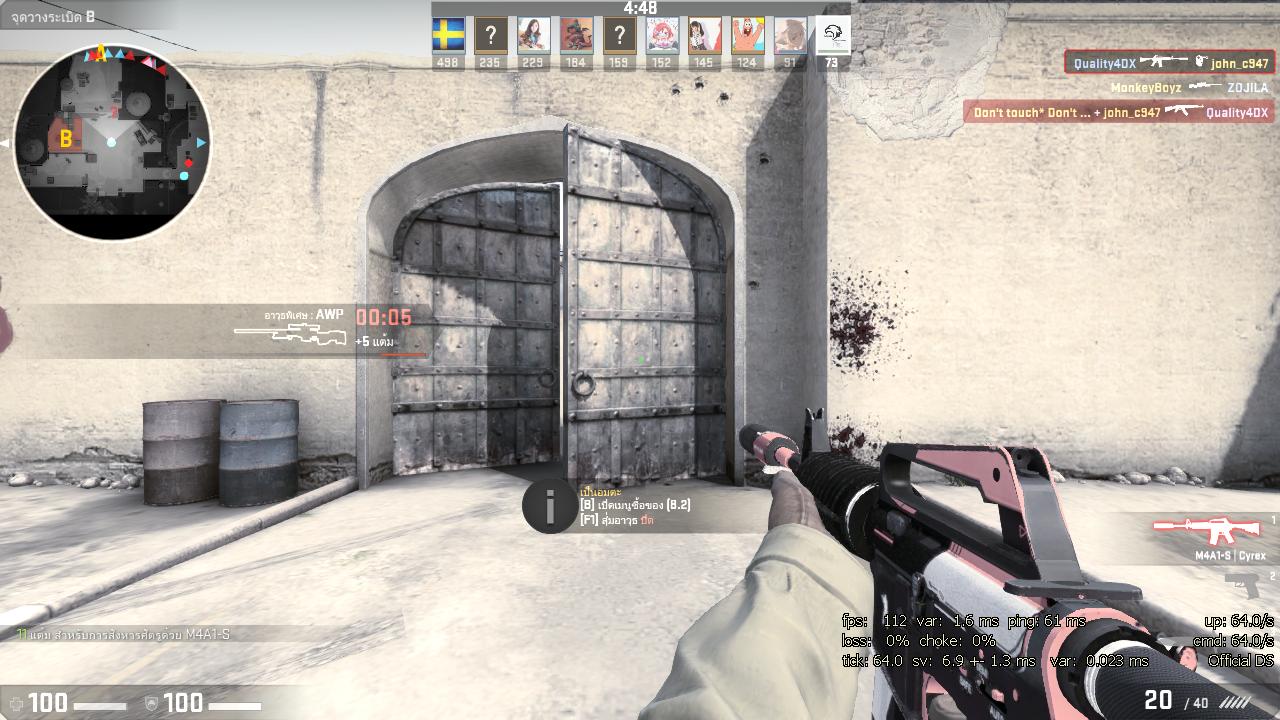 จุดวางระเบิด B
4:48
? ?
498 235 229 184 159 152 145 124 91 73
Quality4DX john_c947
MonkeyBoyz ZOJILA
Don't touch* Don't ... + john_c947 Quality4DX
A
?
B
อาวุธพิเศษ : AWP 00:05
+5 แต้ม
i
เป็นอมตะ
[B] เปิดเมนูซื้อของ (8.2)
[F1] สุ่มอาวุธ ปิด
1
M4A1-S | Cyrex
2
fps: 112 var: 1.6 ms ping: 61 ms up: 64.0/s
loss: 0% choke: 0% cmd: 64.0/s
tick: 64.0 sv: 6.9 +- 1.3 ms var: 0.023 ms Official DS
11 แต้ม สำหรับการสังหารศัตรูด้วย M4A1-S
100 100
20 / 40